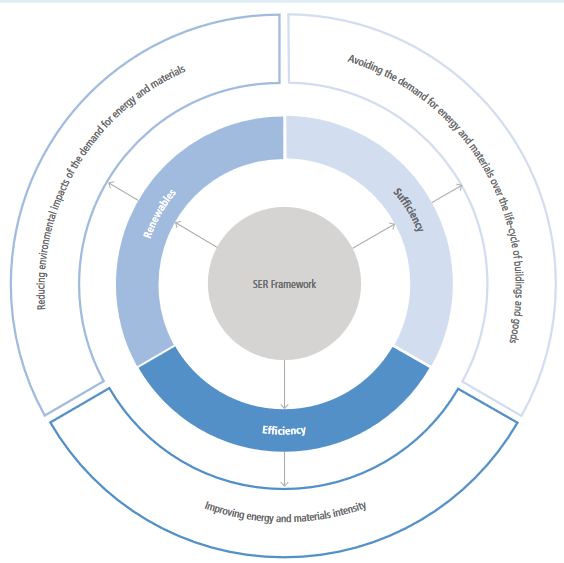 Reducing environmental impacts of the demand for energy and materials
Avoiding the demand for energy and materials over the life-cycle of buildings and goods
Renewables
Sufficiency
SER Framework
Efficiency
Improving energy and materials intensity